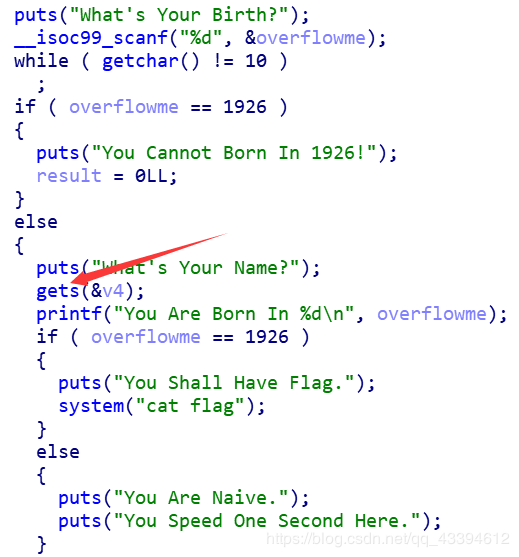 puts("What's Your Birth?");
__isoc99_scanf("%d", &overflowme);
while ( getchar() != 10 )
;
if ( overflowme == 1926 )
{
puts("You Cannot Born In 1926!");
result = 0LL;
}
else
{
puts("What's Your Name?");
gets(&v4);
printf("You Are Born In %d\n", overflowme);
if ( overflowme == 1926 )
{
puts("You Shall Have Flag.");
system("cat flag");
}
else
{
puts("You Are Naive.");
puts("You Speed One Second Here.");
}
https://blog.csdn.net/qq_43394612